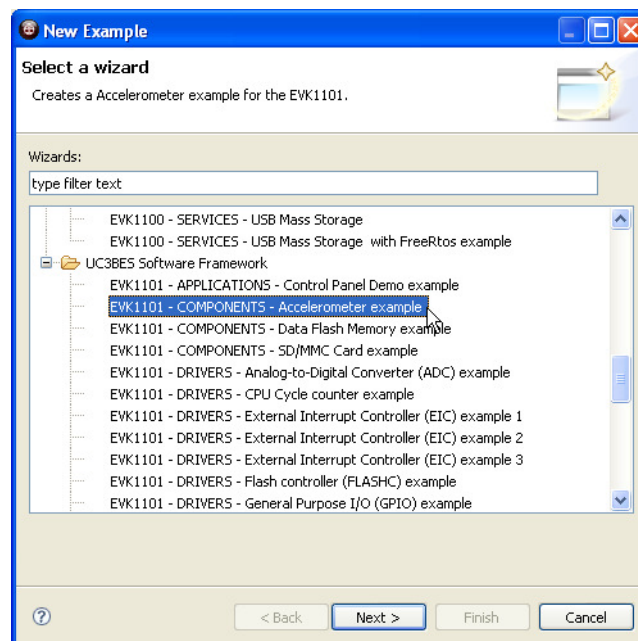 New Example
Select a wizard
Creates a Accelerometer example for the EVK1101.
Wizards:
type filter text
EVK1100 - SERVICES - USB Mass Storage
EVK1100 - SERVICES - USB Mass Storage with FreeRtos example
UC3BES Software Framework
EVK1101 - APPLICATIONS - Control Panel Demo example
EVK1101 - COMPONENTS - Accelerometer example
EVK1101 - COMPONENTS - Data Flash Memory example
EVK1101 - COMPONENTS - SD/MMC Card example
EVK1101 - DRIVERS - Analog-to-Digital Converter (ADC) example
EVK1101 - DRIVERS - CPU Cycle counter example
EVK1101 - DRIVERS - External Interrupt Controller (EIC) example 1
EVK1101 - DRIVERS - External Interrupt Controller (EIC) example 2
EVK1101 - DRIVERS - External Interrupt Controller (EIC) example 3
EVK1101 - DRIVERS - Flash controller (FLASHC) example
EVK1101 - DRIVERS - General Purpose I/O (GPIO) example
? < Back Next > Finish Cancel